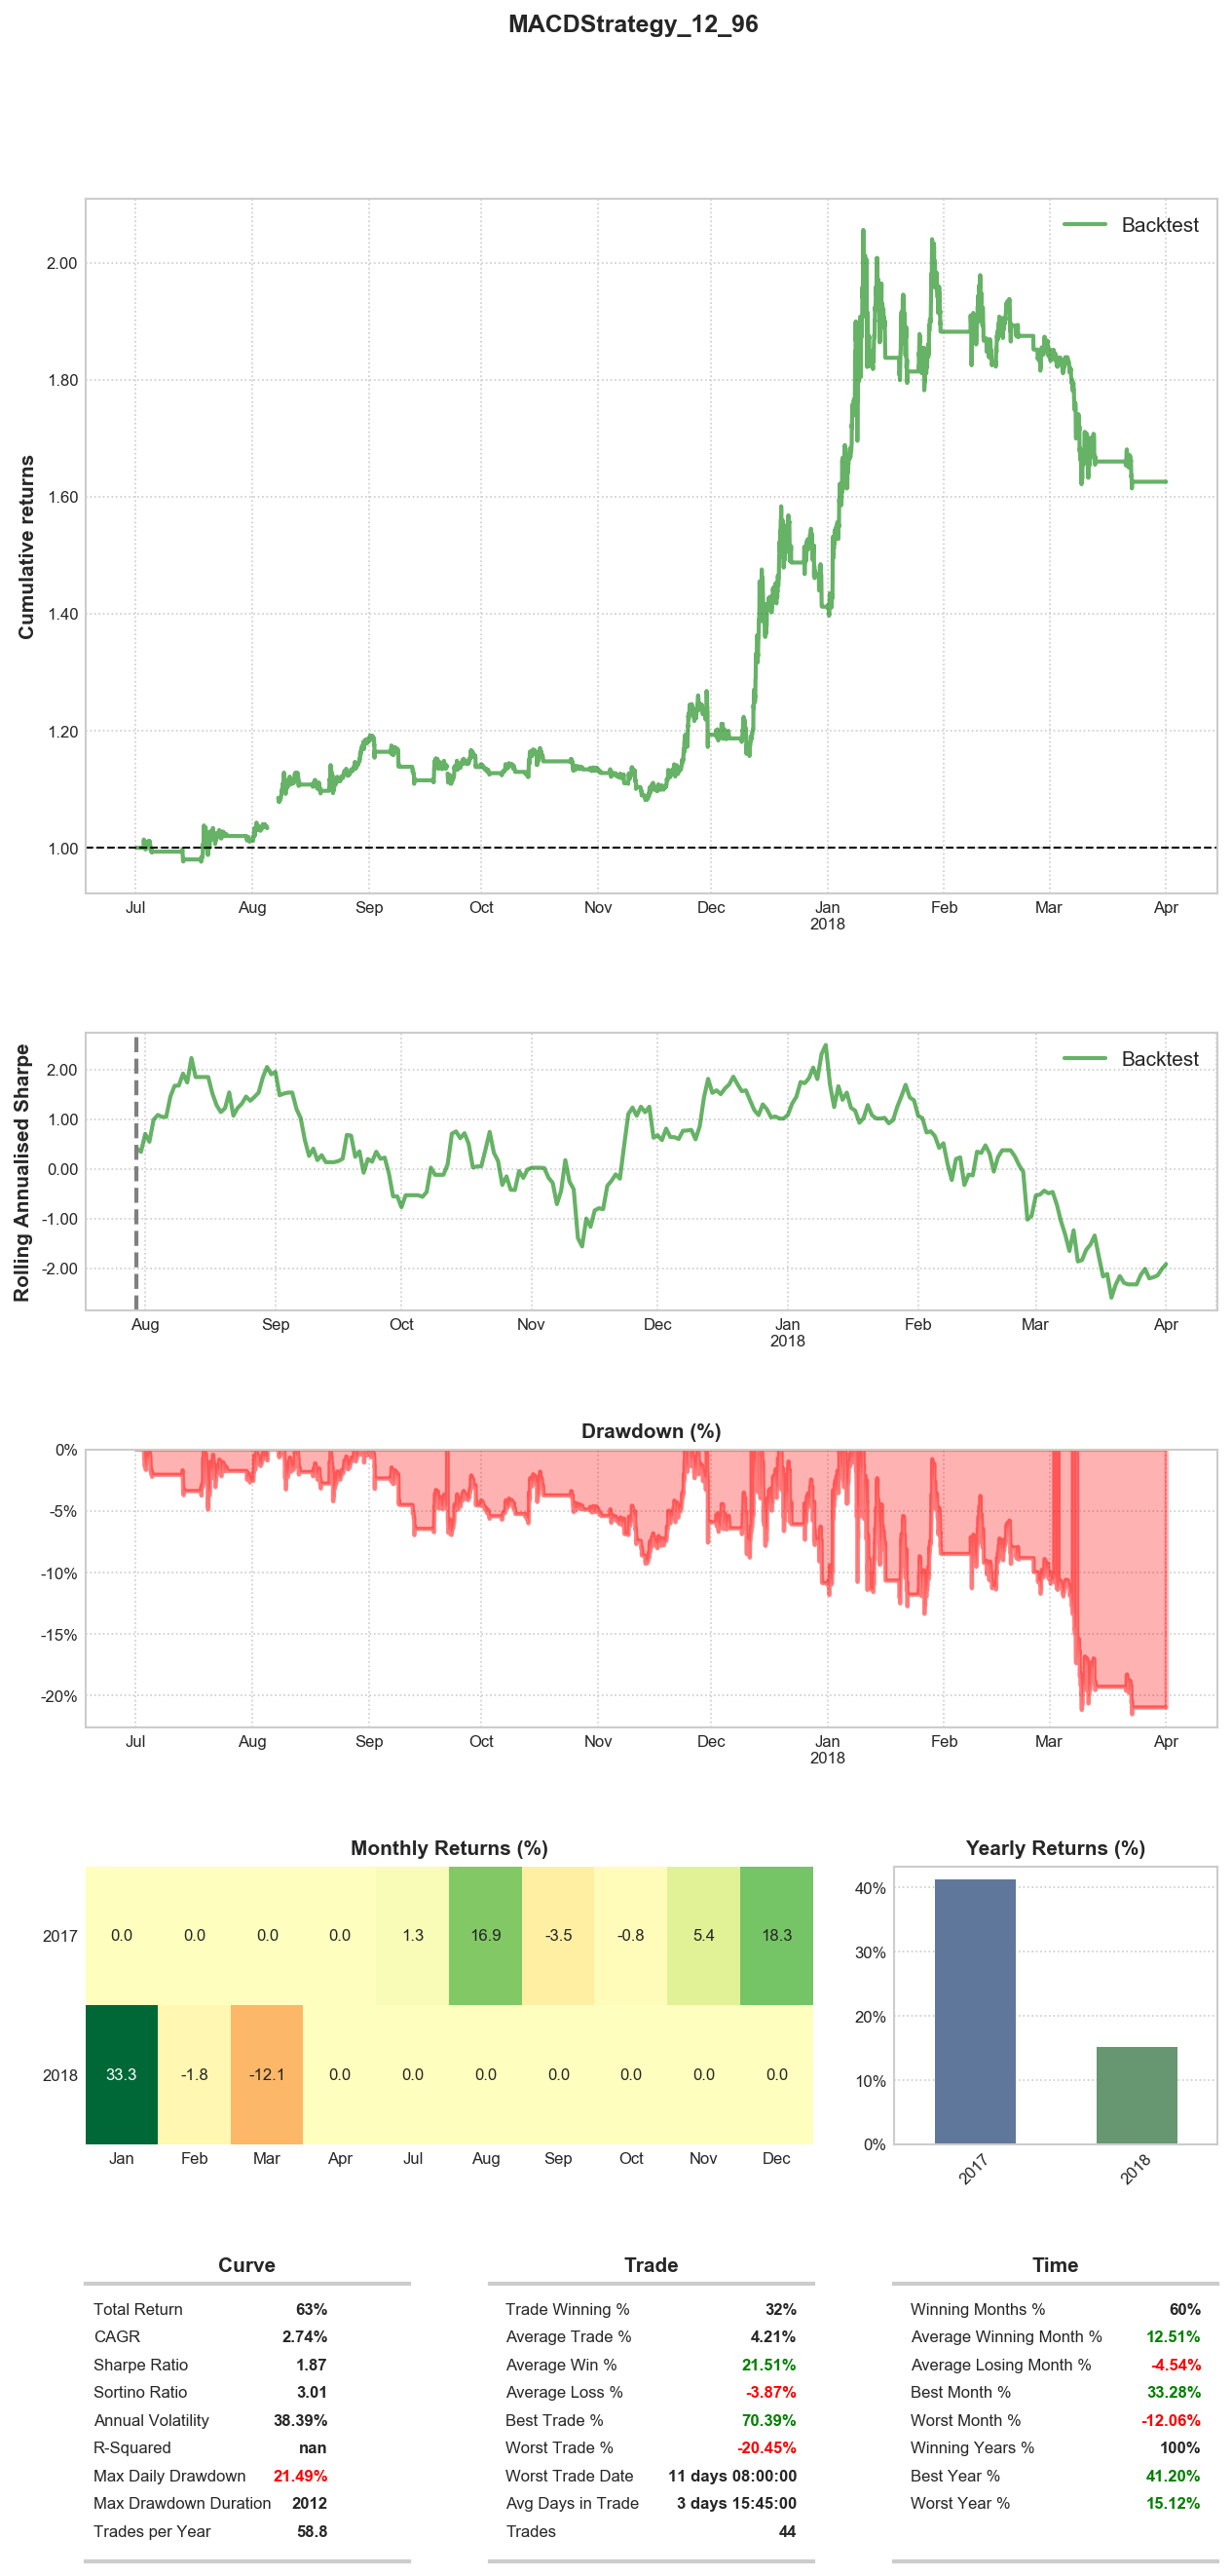 MACDStrategy_12_96
Backtest
Cumulative returns
2.00
1.80
1.60
1.40
1.20
1.00
Jul Aug Sep Oct Nov Dec Jan Feb Mar Apr
2018
Backtest
Rolling Annualised Sharpe
2.00
1.00
0.00
-1.00
-2.00
Aug Sep Oct Nov Dec Jan Feb Mar Apr
2018
Drawdown (%)
0%
-5%
-10%
-15%
-20%
Jul Aug Sep Oct Nov Dec Jan Feb Mar Apr
2018
Monthly Returns (%)
2017 0.0 0.0 0.0 0.0 1.3 16.9 -3.5 -0.8 5.4 18.3
2018 33.3 -1.8 -12.1 0.0 0.0 0.0 0.0 0.0 0.0 0.0
Jan Feb Mar Apr Jul Aug Sep Oct Nov Dec
Yearly Returns (%)
40%
30%
20%
10%
0%
2017 2018
Curve
Total Return 63%
CAGR 2.74%
Sharpe Ratio 1.87
Sortino Ratio 3.01
Annual Volatility 38.39%
R-Squared nan
Max Daily Drawdown 21.49%
Max Drawdown Duration 2012
Trades per Year 58.8
Trade
Trade Winning % 32%
Average Trade % 4.21%
Average Win % 21.51%
Average Loss % -3.87%
Best Trade % 70.39%
Worst Trade % -20.45%
Worst Trade Date 11 days 08:00:00
Avg Days in Trade 3 days 15:45:00
Trades 44
Time
Winning Months % 60%
Average Winning Month % 12.51%
Average Losing Month % -4.54%
Best Month % 33.28%
Worst Month % -12.06%
Winning Years % 100%
Best Year % 41.20%
Worst Year % 15.12%